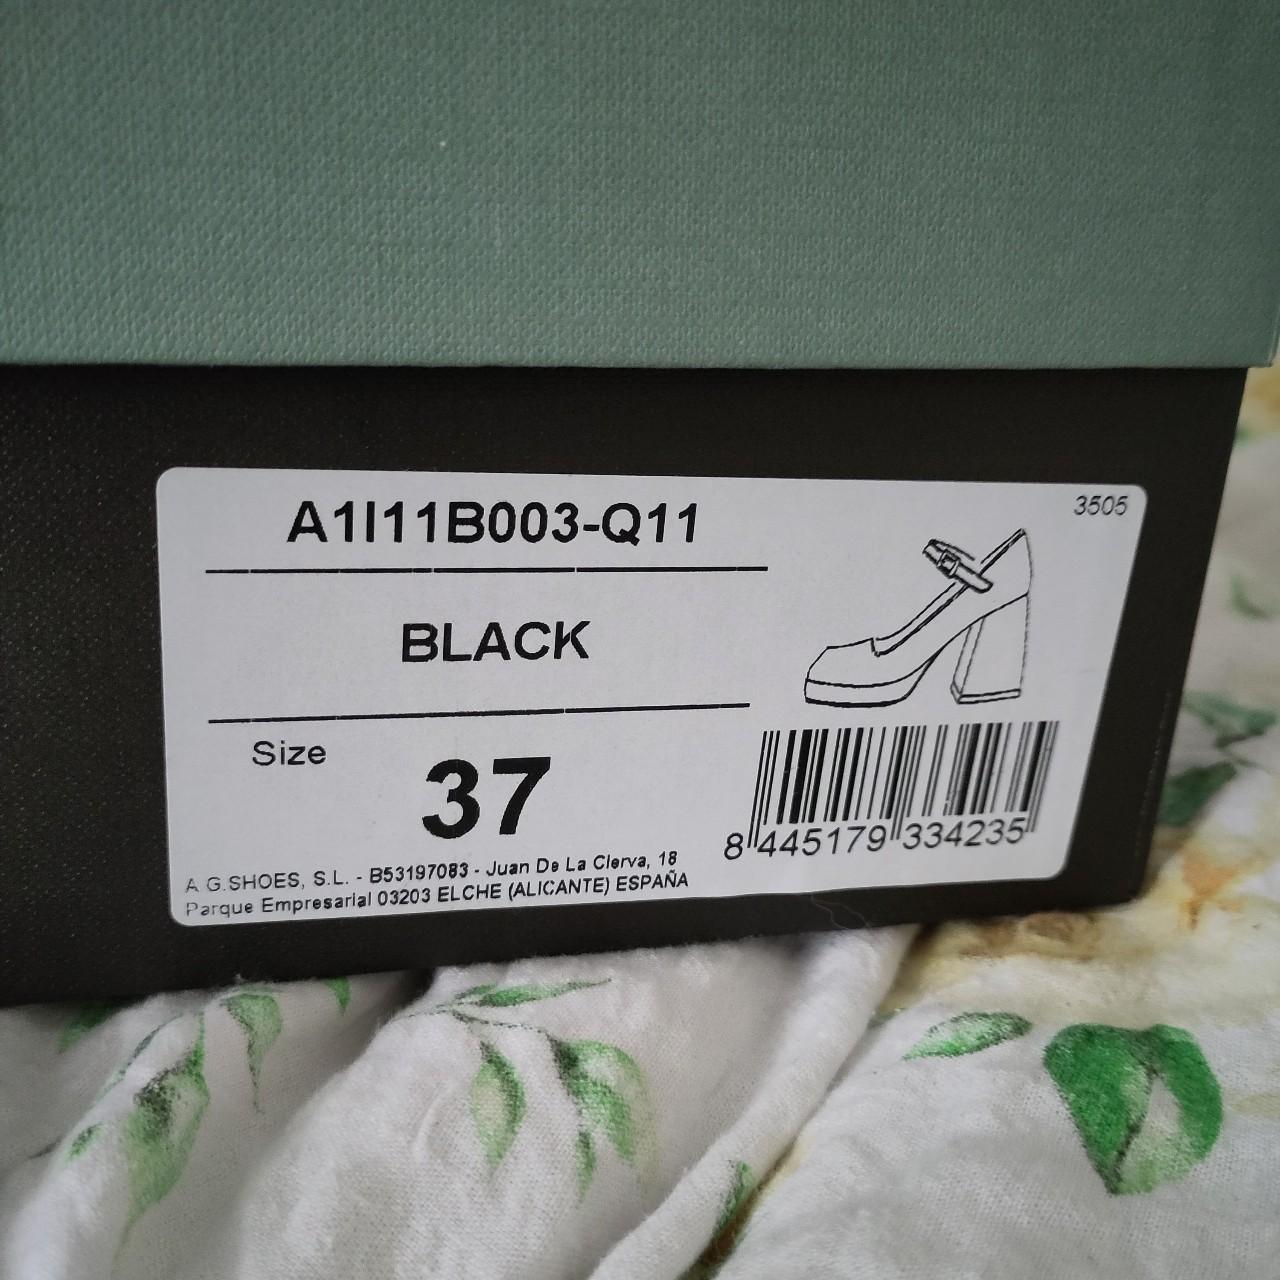 A1I11B003-Q11
3505
BLACK
Size
37
8 445179 334235
A.G.SHOES, S.L. - B53197083 - Juan De La Cierva, 18
Parque Empresarial 03203 ELCHE (ALICANTE) ESPAÑA